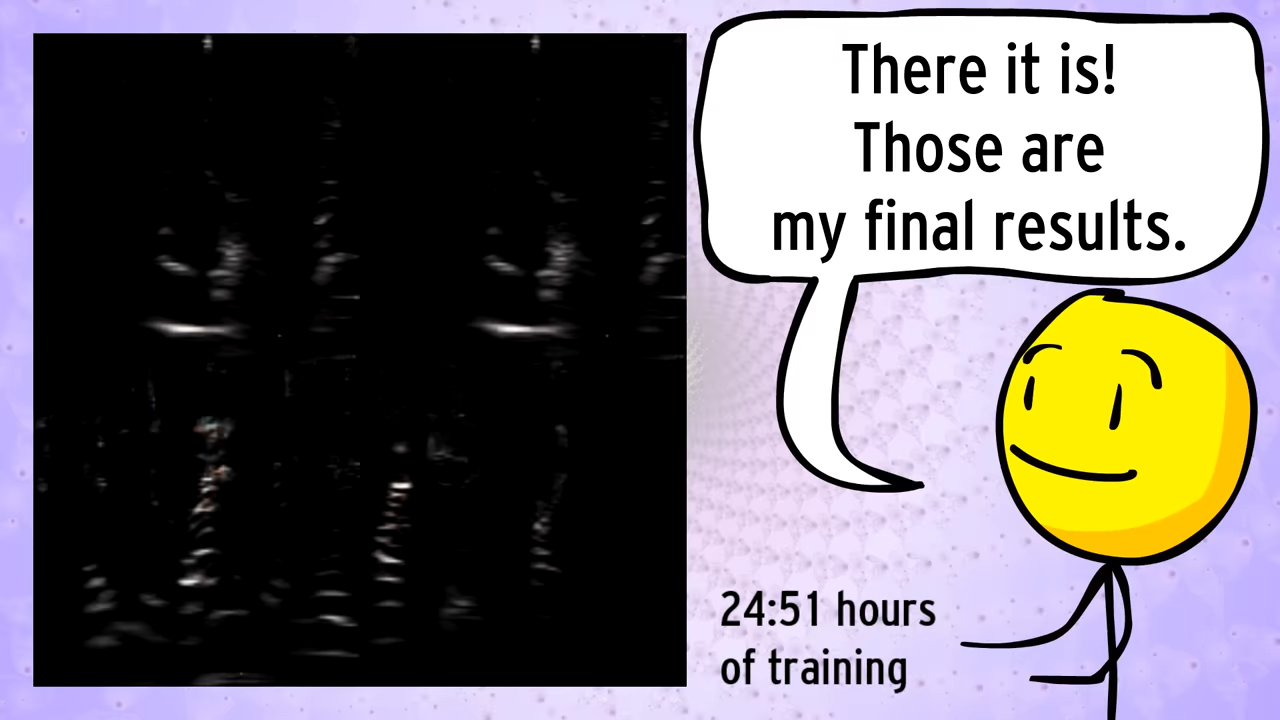 There it is!
Those are
my final results.
24:51 hours
of training